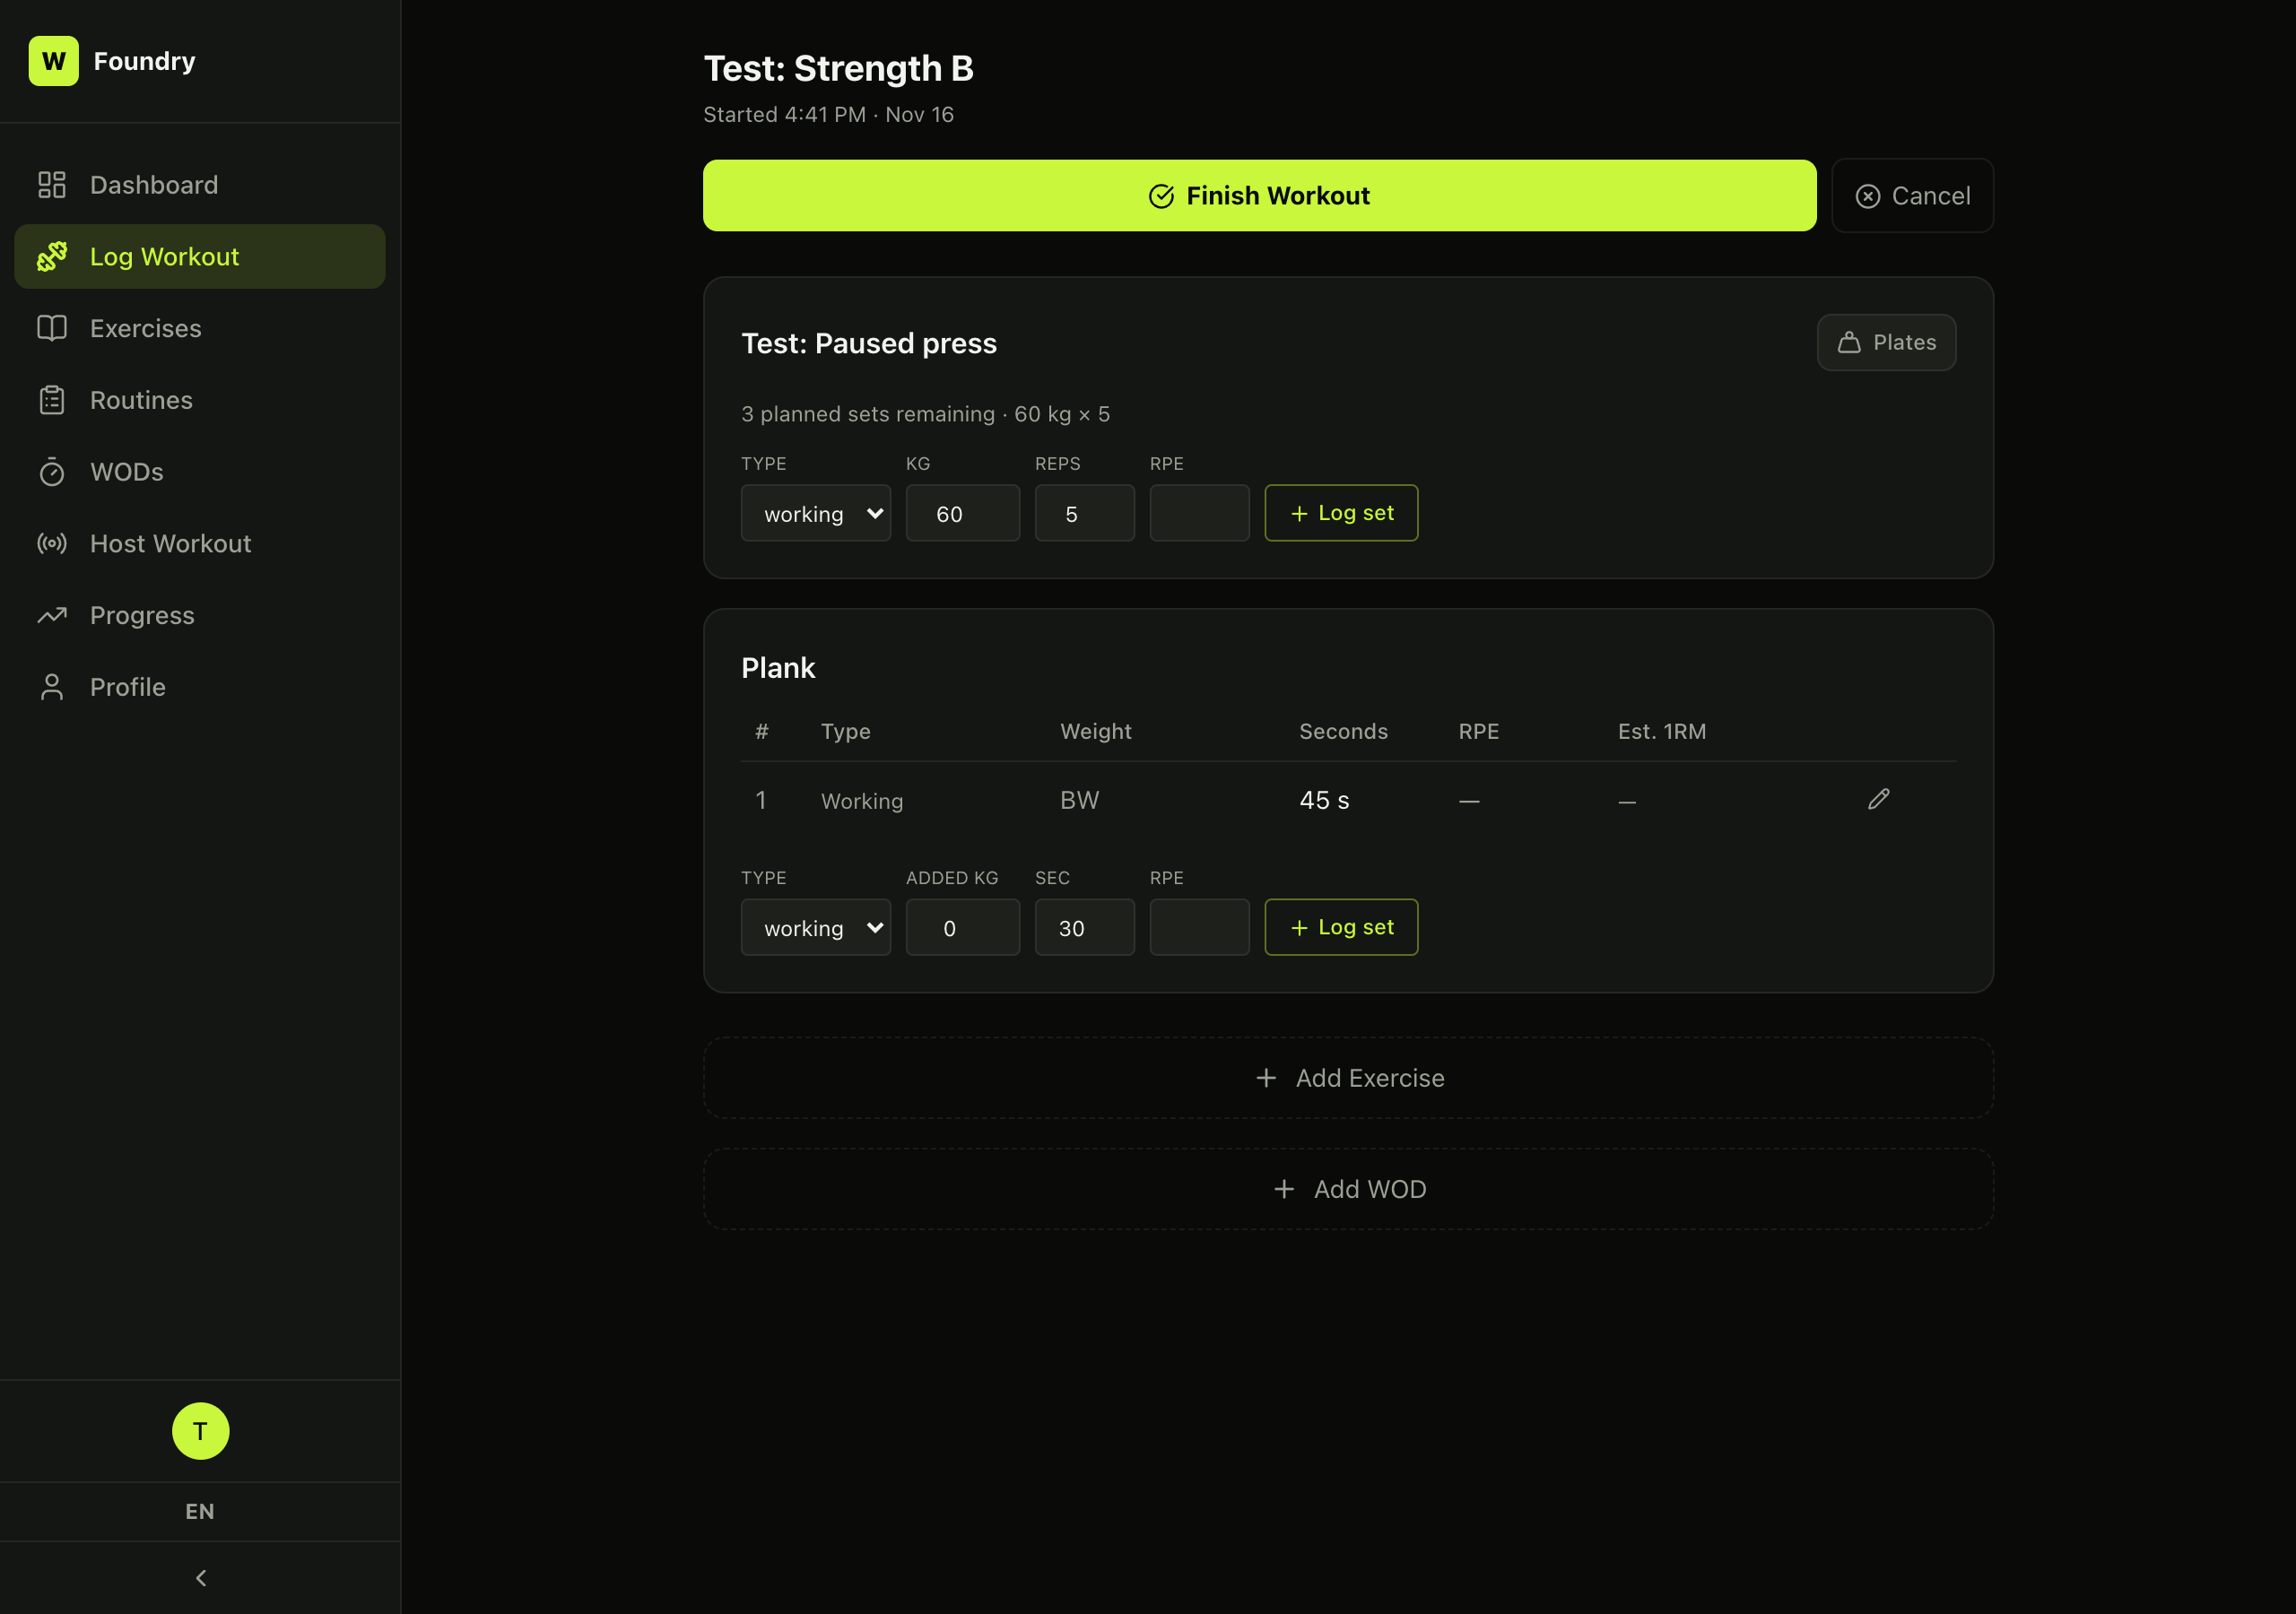 W Foundry
Dashboard
Log Workout
Exercises
Routines
WODs
Host Workout
Progress
Profile
T
EN
Test: Strength B
Started 4:41 PM · Nov 16
Finish Workout
Cancel
Test: Paused press
Plates
3 planned sets remaining · 60 kg × 5
TYPE KG REPS RPE
working 60 5 + Log set
Plank
# Type Weight Seconds RPE Est. 1RM
1 Working BW 45 s — —
TYPE ADDED KG SEC RPE
working 0 30 + Log set
+ Add Exercise
+ Add WOD